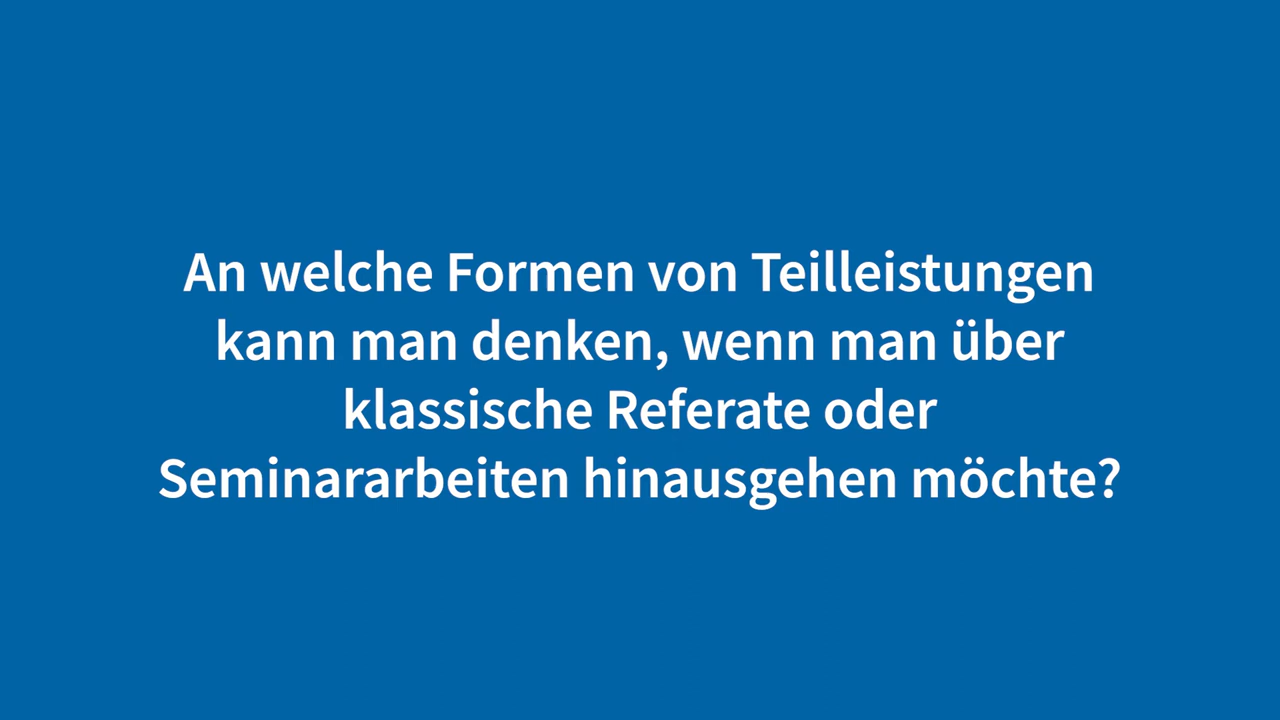 An welche Formen von Teilleistungen
kann man denken, wenn man über
klassische Referate oder
Seminararbeiten hinausgehen möchte?